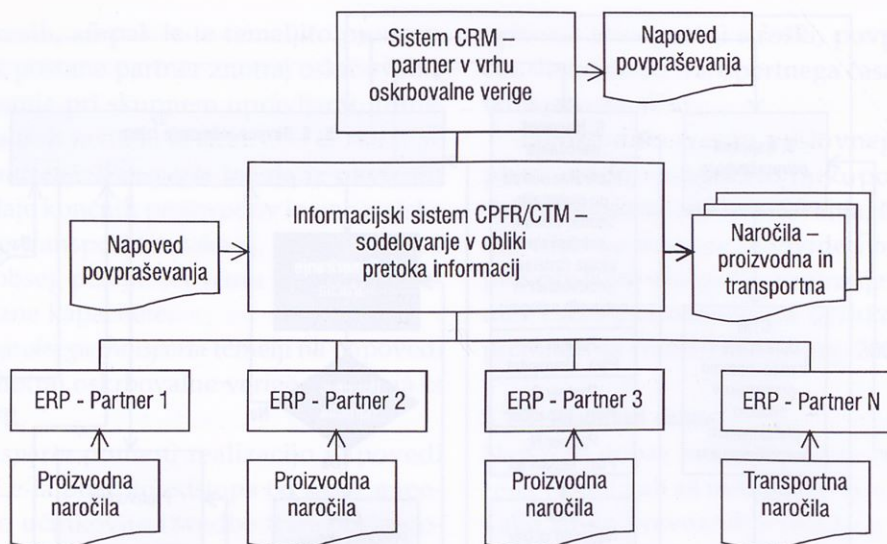 Sistem CRM –
partner v vrhu
oskrbovalne verige
Napoved
povpraševanja
Napoved
povpraševanja
Informacijski sistem CPFR/CTM –
sodelovanje v obliki
pretoka informacij
Naročila –
proizvodna in
transportna
ERP - Partner 1
ERP - Partner 2
ERP - Partner 3
ERP - Partner N
Proizvodna
naročila
Proizvodna
naročila
Proizvodna
naročila
Transportna
naročila